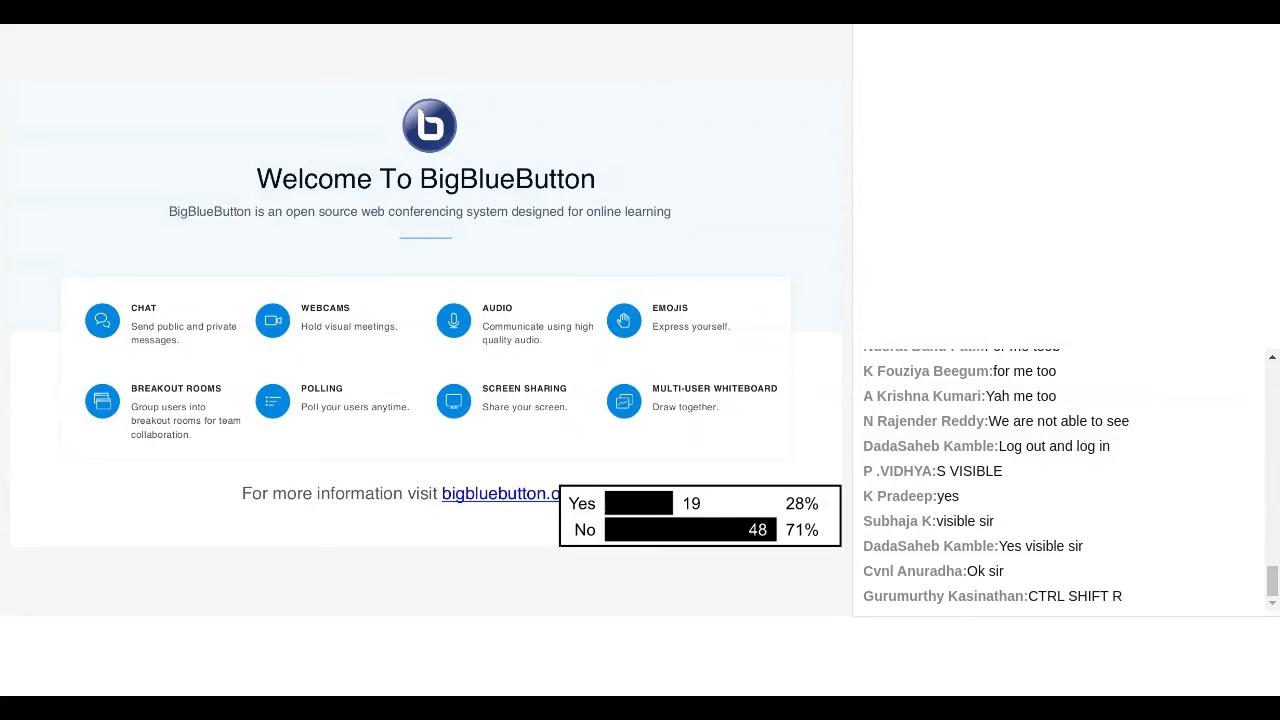 Welcome To BigBlueButton
BigBlueButton is an open source web conferencing system designed for online learning
CHAT
Send public and private
messages.
WEBCAMS
Hold visual meetings.
AUDIO
Communicate using high
quality audio.
EMOJIS
Express yourself.
BREAKOUT ROOMS
Group users into
breakout rooms for team
collaboration.
POLLING
Poll your users anytime.
SCREEN SHARING
Share your screen.
MULTI-USER WHITEBOARD
Draw together.
For more information visit bigbluebutton.o
Yes 19 28%
No 48 71%
K Fouziya Beegum:for me too
A Krishna Kumari:Yah me too
N Rajender Reddy:We are not able to see
DadaSaheb Kamble:Log out and log in
P .VIDHYA:S VISIBLE
K Pradeep:yes
Subhaja K:visible sir
DadaSaheb Kamble:Yes visible sir
Cvnl Anuradha:Ok sir
Gurumurthy Kasinathan:CTRL SHIFT R